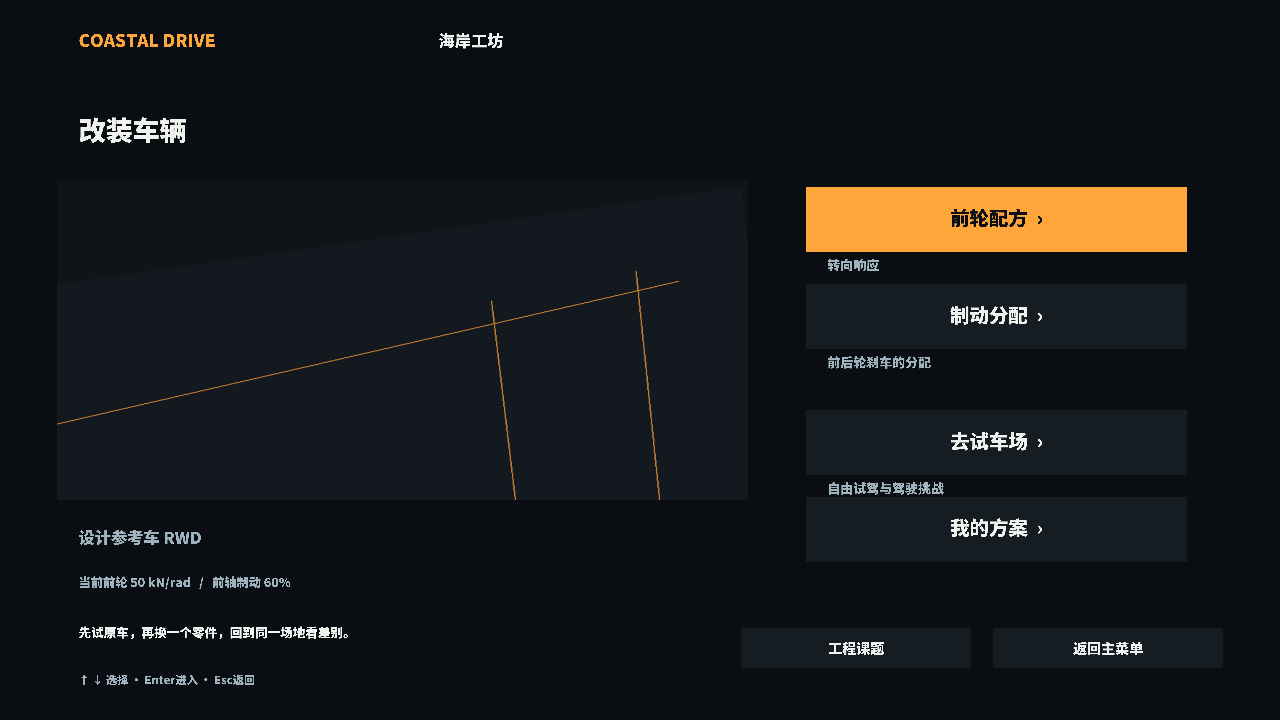 COASTAL DRIVE
海岸工坊
改装车辆
前轮配方 ›
转向响应
制动分配 ›
前后轮刹车的分配
去试车场 ›
自由试驾与驾驶挑战
我的方案 ›
设计参考车 RWD
当前前轮 50 kN/rad / 前轴制动 60%
先试原车，再换一个零件，回到同一场地看差别。
↑ ↓ 选择 · Enter进入 · Esc返回
工程课题
返回主菜单